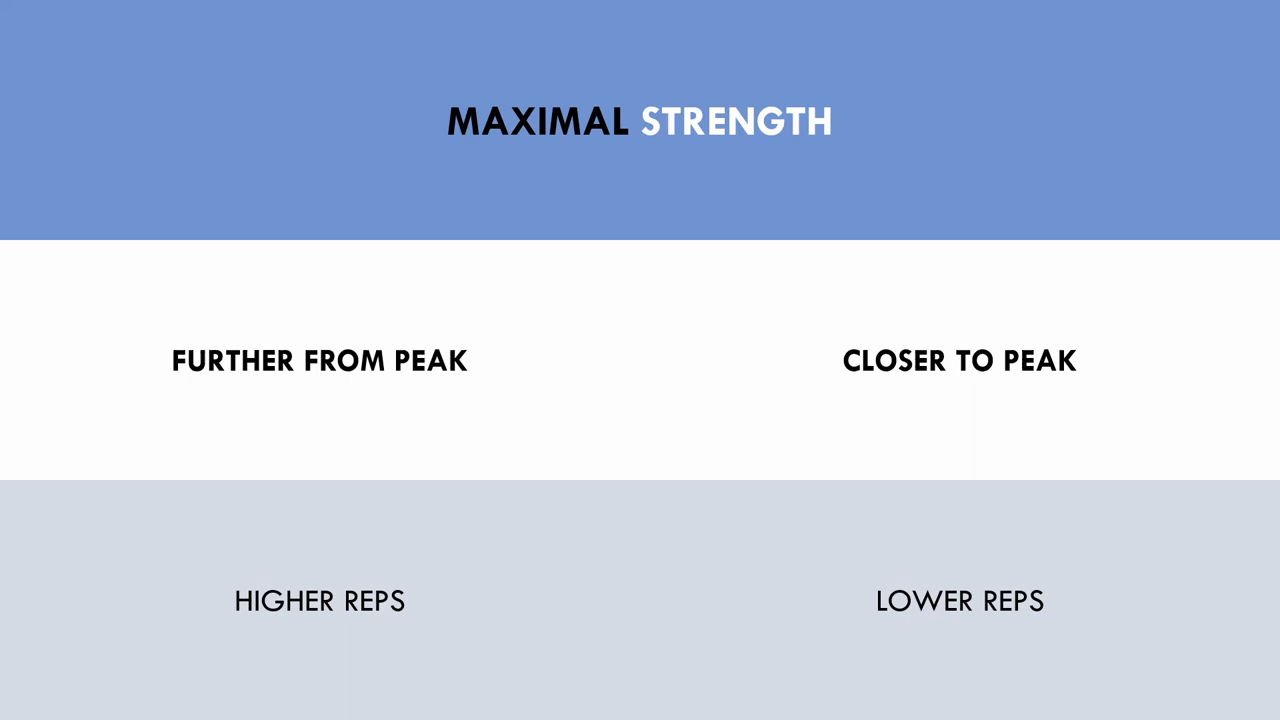 MAXIMAL STRENGTH
FURTHER FROM PEAK
CLOSER TO PEAK
HIGHER REPS
LOWER REPS